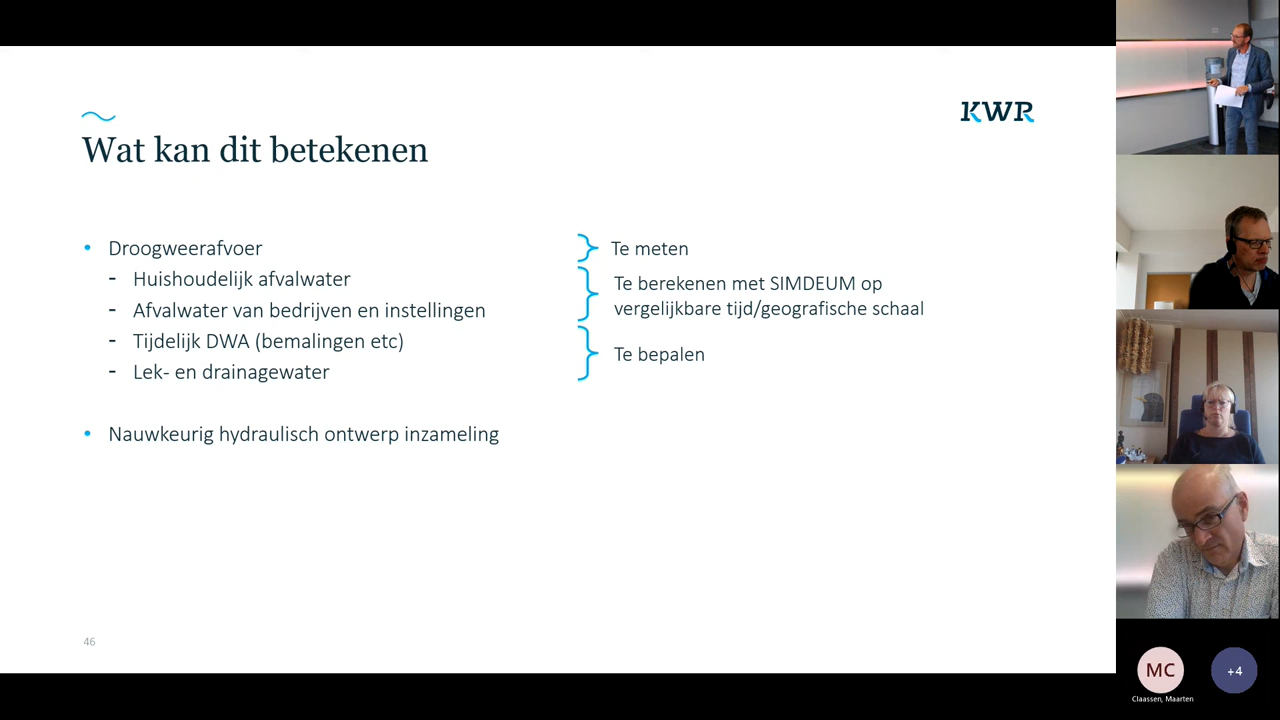 KWR
Wat kan dit betekenen
• Droogweerafvoer
- Huishoudelijk afvalwater
- Afvalwater van bedrijven en instellingen
- Tijdelijk DWA (bemalingen etc)
- Lek- en drainagewater
• Nauwkeurig hydraulisch ontwerp inzameling
Te meten
Te berekenen met SIMDEUM op
vergelijkbare tijd/geografische schaal
Te bepalen
46
MC
Claassen, Maarten
+4